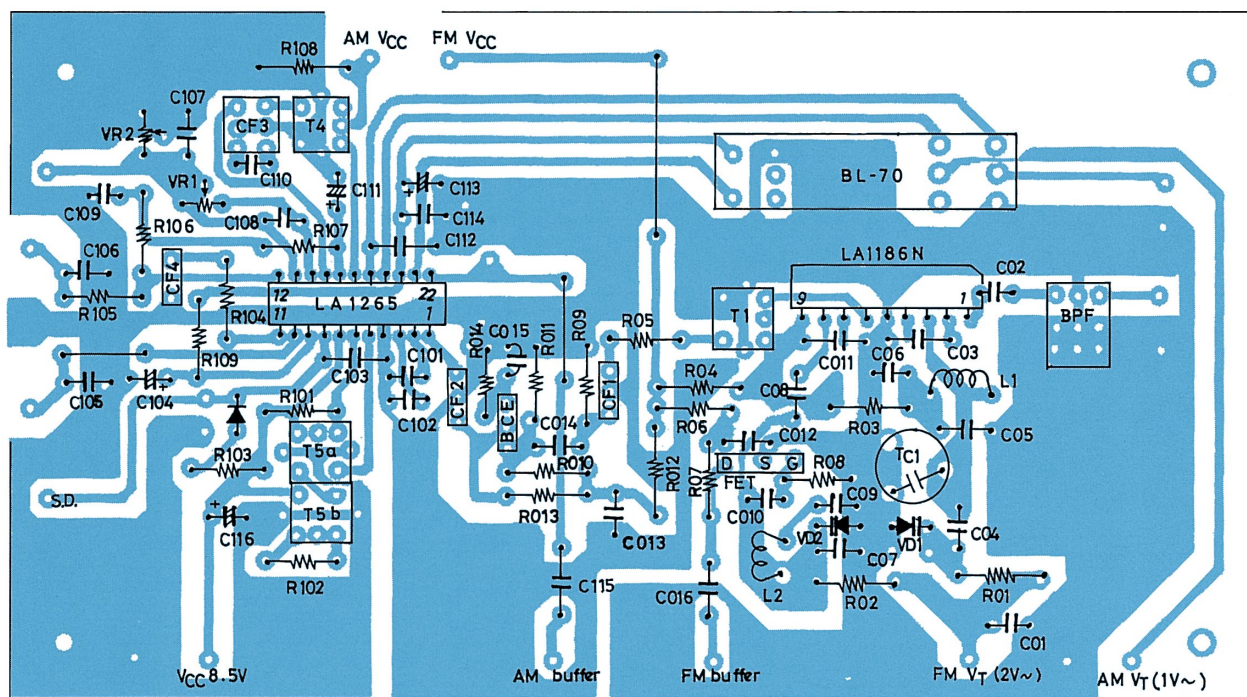 AM VCC
FM VCC
R108
C107
VR2
CF3
T4
C110
VR1
C111
C113
C114
C112
C109
R106
C108
R107
BL-70
C106
CF4
R105
R104
R109
12
22
LA1265
11
1
LA1186N
9
1
C02
BPF
T1
C105
C104
C103
C101
C102
CF2
R014
C015
R011
R09
R05
CF1
BCE
C014
R010
R013
C013
R012
R04
R06
R07
C08
C011
C06
C03
L1
R03
C05
C012
D S G
FET
R08
TC1
C010
C09
VD2
VD1
C04
C07
L2
R02
R01
C01
R101
R103
T5a
T5b
S.D.
C116
R102
C115
C016
VCC 8.5V
AM buffer
FM buffer
FM VT (2V~)
AM VT (1V~)